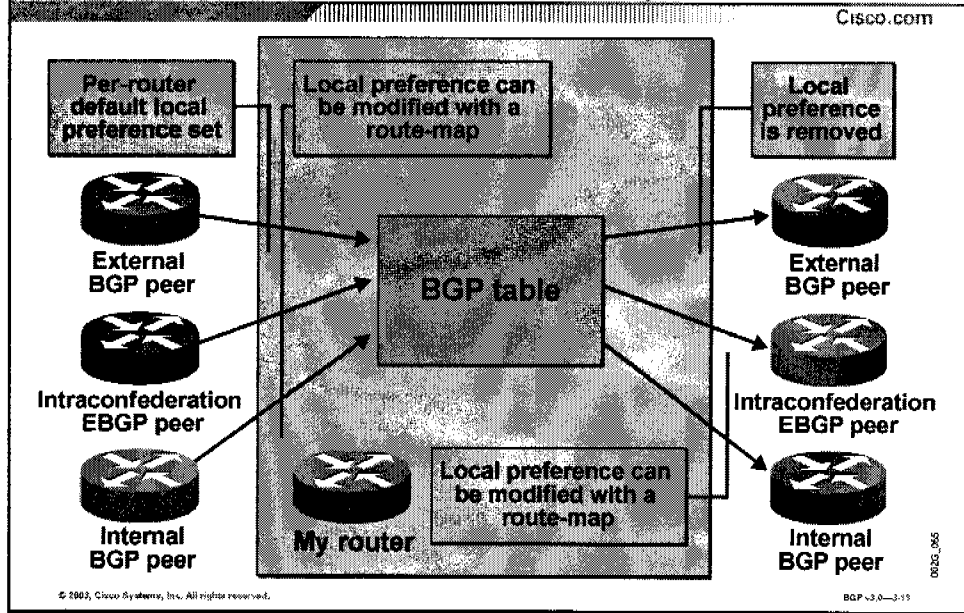 Cisco.com
Per-router
default local
preference set
Local preference can
be modified with a
route-map
Local
preference
is removed
External
BGP peer
BGP table
External
BGP peer
Intraconfederation
EBGP peer
Intraconfederation
EBGP peer
Internal
BGP peer
My router
Local preference can
be modified with a
route-map
Internal
BGP peer
© 2003, Cisco Systems, Inc. All rights reserved.
BGP v3.0—3-13